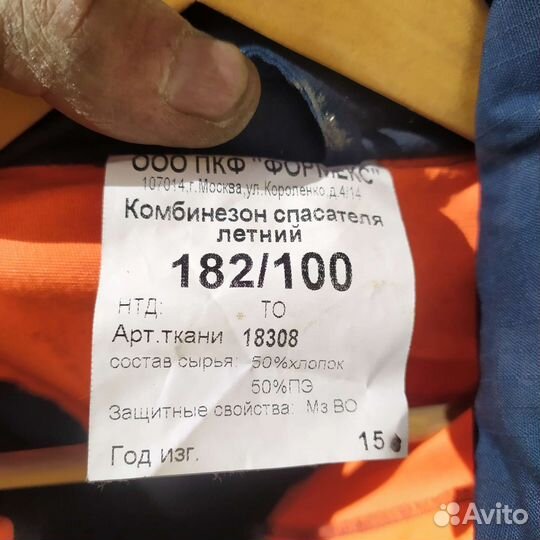 ООО ПКФ "ФОРМЕКС"
107014,г.Москва,ул.Короленко д.4/14
Комбинезон спасателя
летний
182/100
НТД: ТО
Арт.ткани 18308
состав сырья: 50%хлопок
50%ПЭ
Защитные свойства: Мз ВО
Год изг. 15
Avito